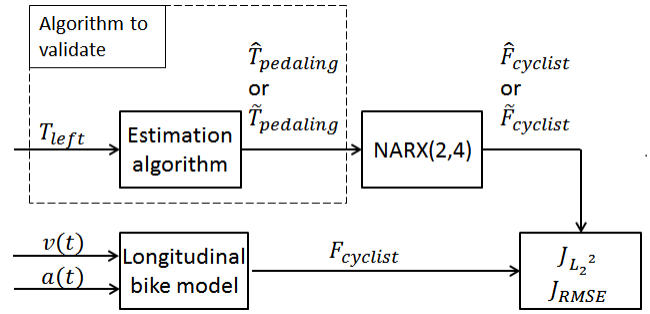 Algorithm to
validate
T̂_pedaling
or
T̃_pedaling
F̂_cyclist
or
F̃_cyclist
T_left
Estimation
algorithm
NARX(2,4)
v(t)
a(t)
Longitudinal
bike model
F_cyclist
J_{L_2^2}
J_RMSE